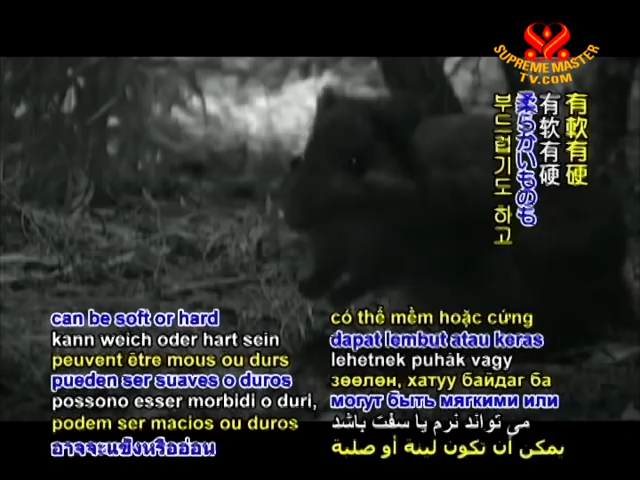 SUPREME MASTER
TV.COM
有軟有硬
有软有硬
柔らかいものも
부드럽기도 하고
can be soft or hard
kann weich oder hart sein
peuvent être mous ou durs
pueden ser suaves o duros
possono esser morbidi o duri,
podem ser macios ou duros
อาจจะแข็งหรืออ่อน
có thể mềm hoặc cứng
dapat lembut atau keras
lehetnek puhák vagy
зөөлөн, хатуу байдаг ба
могут быть мягкими или
می تواند نرم یا سفت باشد
يمكن أن تكون لينة أو صلبة